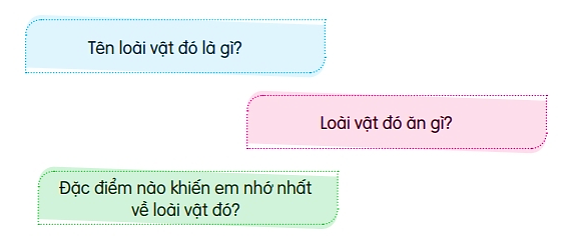 Tên loài vật đó là gì?
Loài vật đó ăn gì?
Đặc điểm nào khiến em nhớ nhất
về loài vật đó?